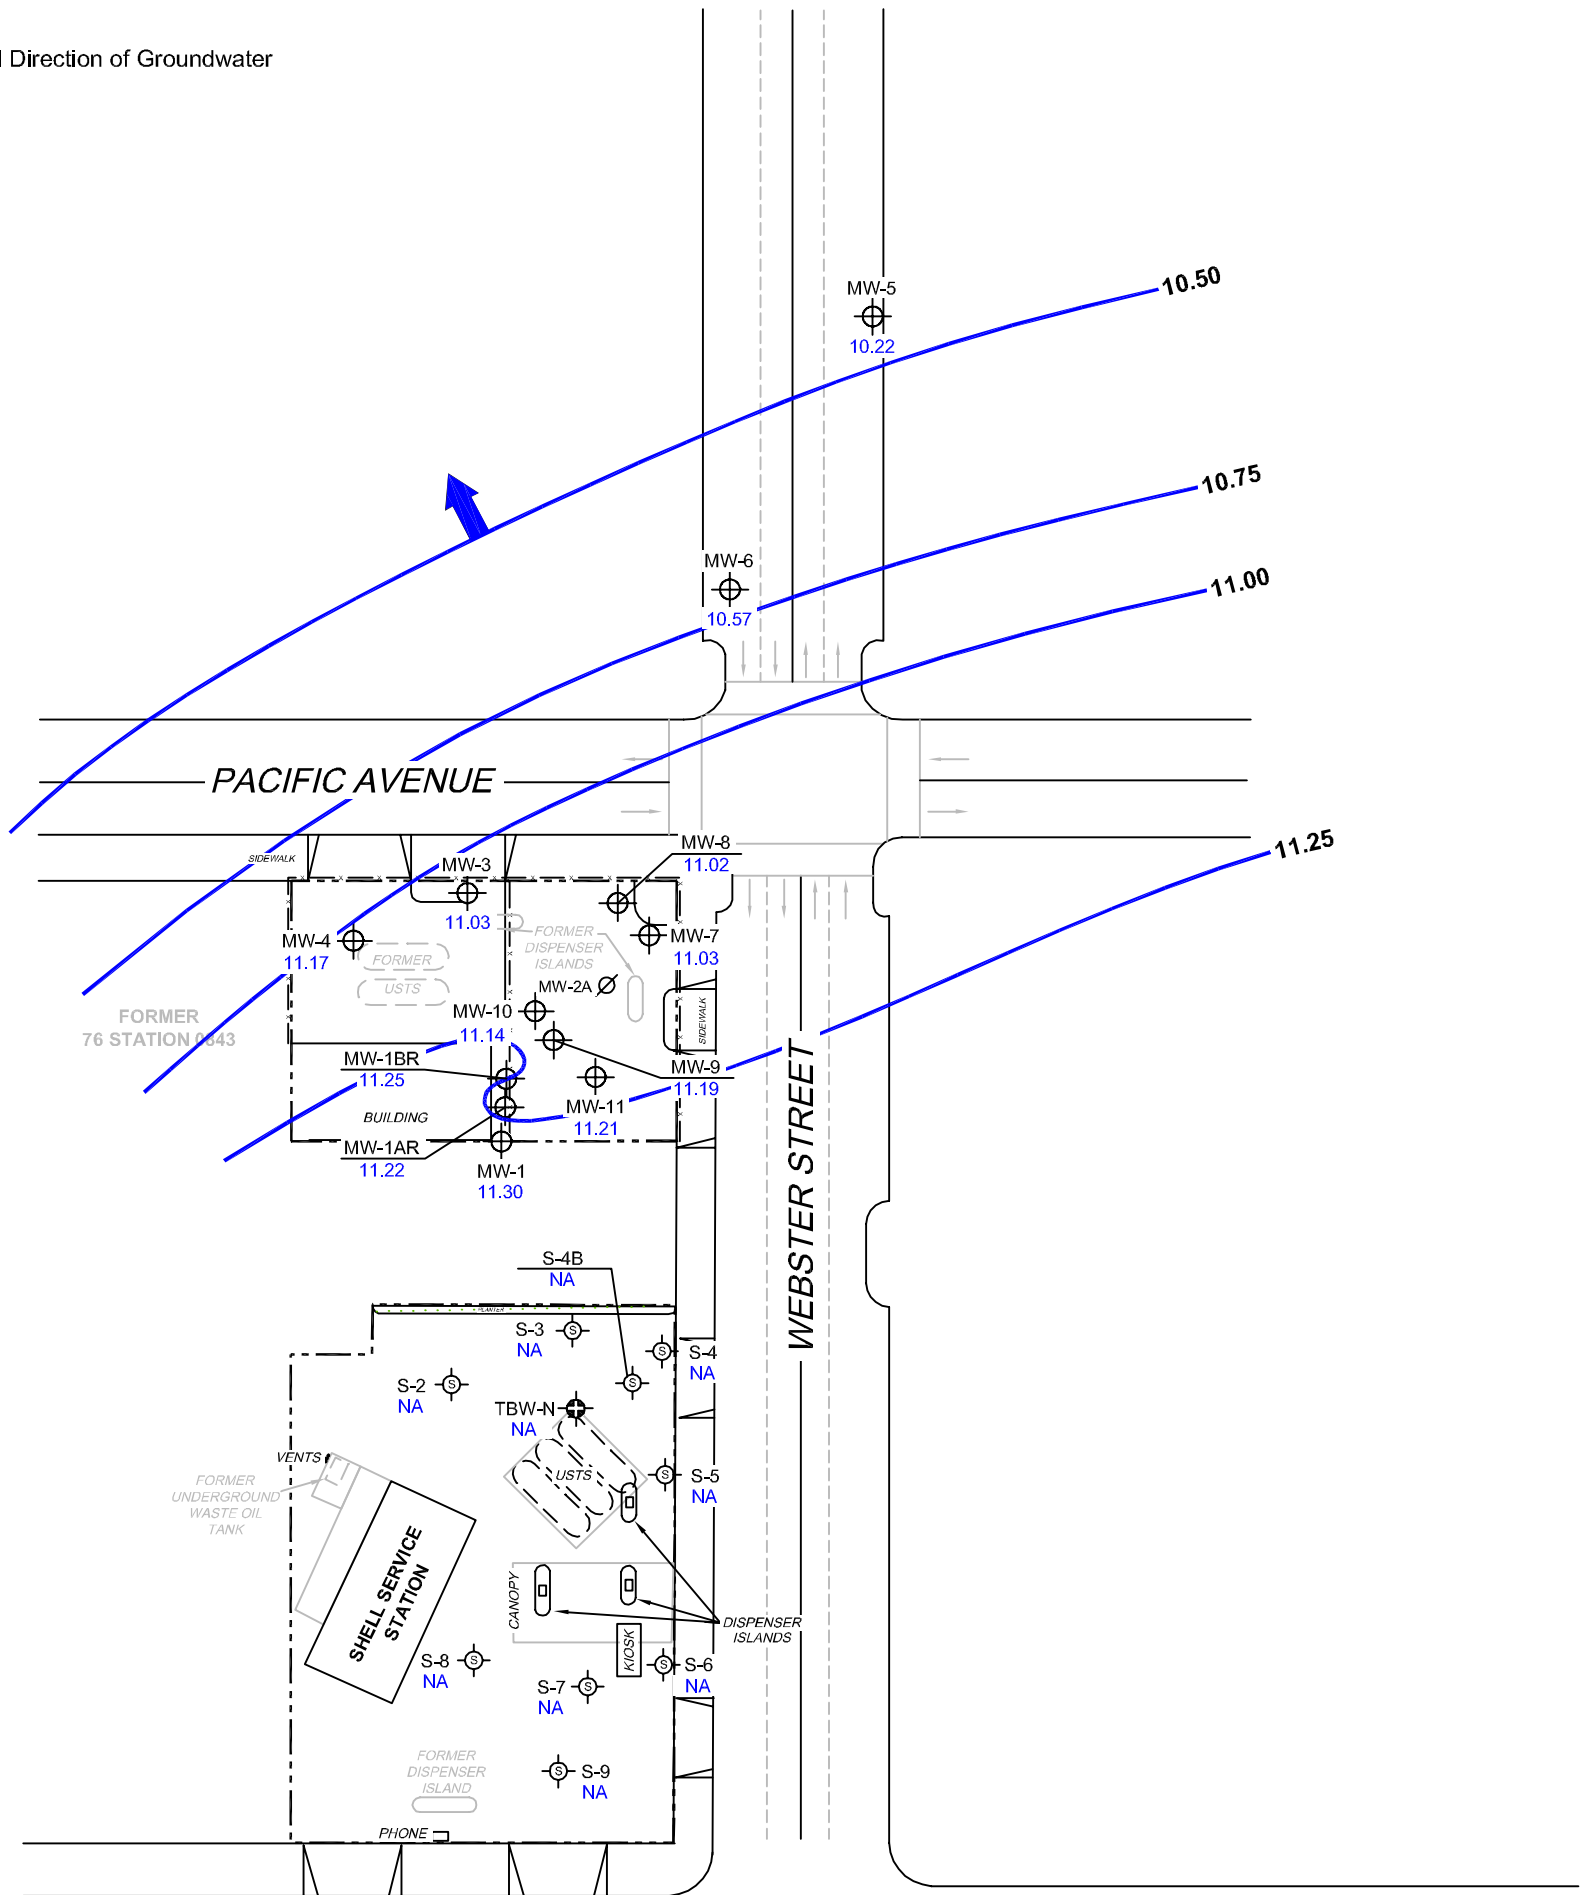 Direction of Groundwater
10.50
MW-5
10.22
10.75
MW-6
10.57
11.00
PACIFIC AVENUE
11.25
SIDEWALK
MW-3
11.03
MW-8
11.02
MW-4
11.17
FORMER
USTS
FORMER
DISPENSER
ISLANDS
MW-7
11.03
MW-2A
SIDEWALK
FORMER
76 STATION 0843
MW-10
11.14
MW-1BR
11.25
MW-9
11.19
BUILDING
MW-11
11.21
MW-1AR
11.22
MW-1
11.30
WEBSTER STREET
S-4B
NA
PLANTER
S-3
NA
S-4
NA
S-2
NA
TBW-N
NA
VENTS
FORMER
UNDERGROUND
WASTE OIL
TANK
USTS
S-5
NA
SHELL SERVICE
STATION
CANOPY
DISPENSER
ISLANDS
KIOSK
S-8
NA
S-6
NA
S-7
NA
FORMER
DISPENSER
ISLAND
S-9
NA
PHONE